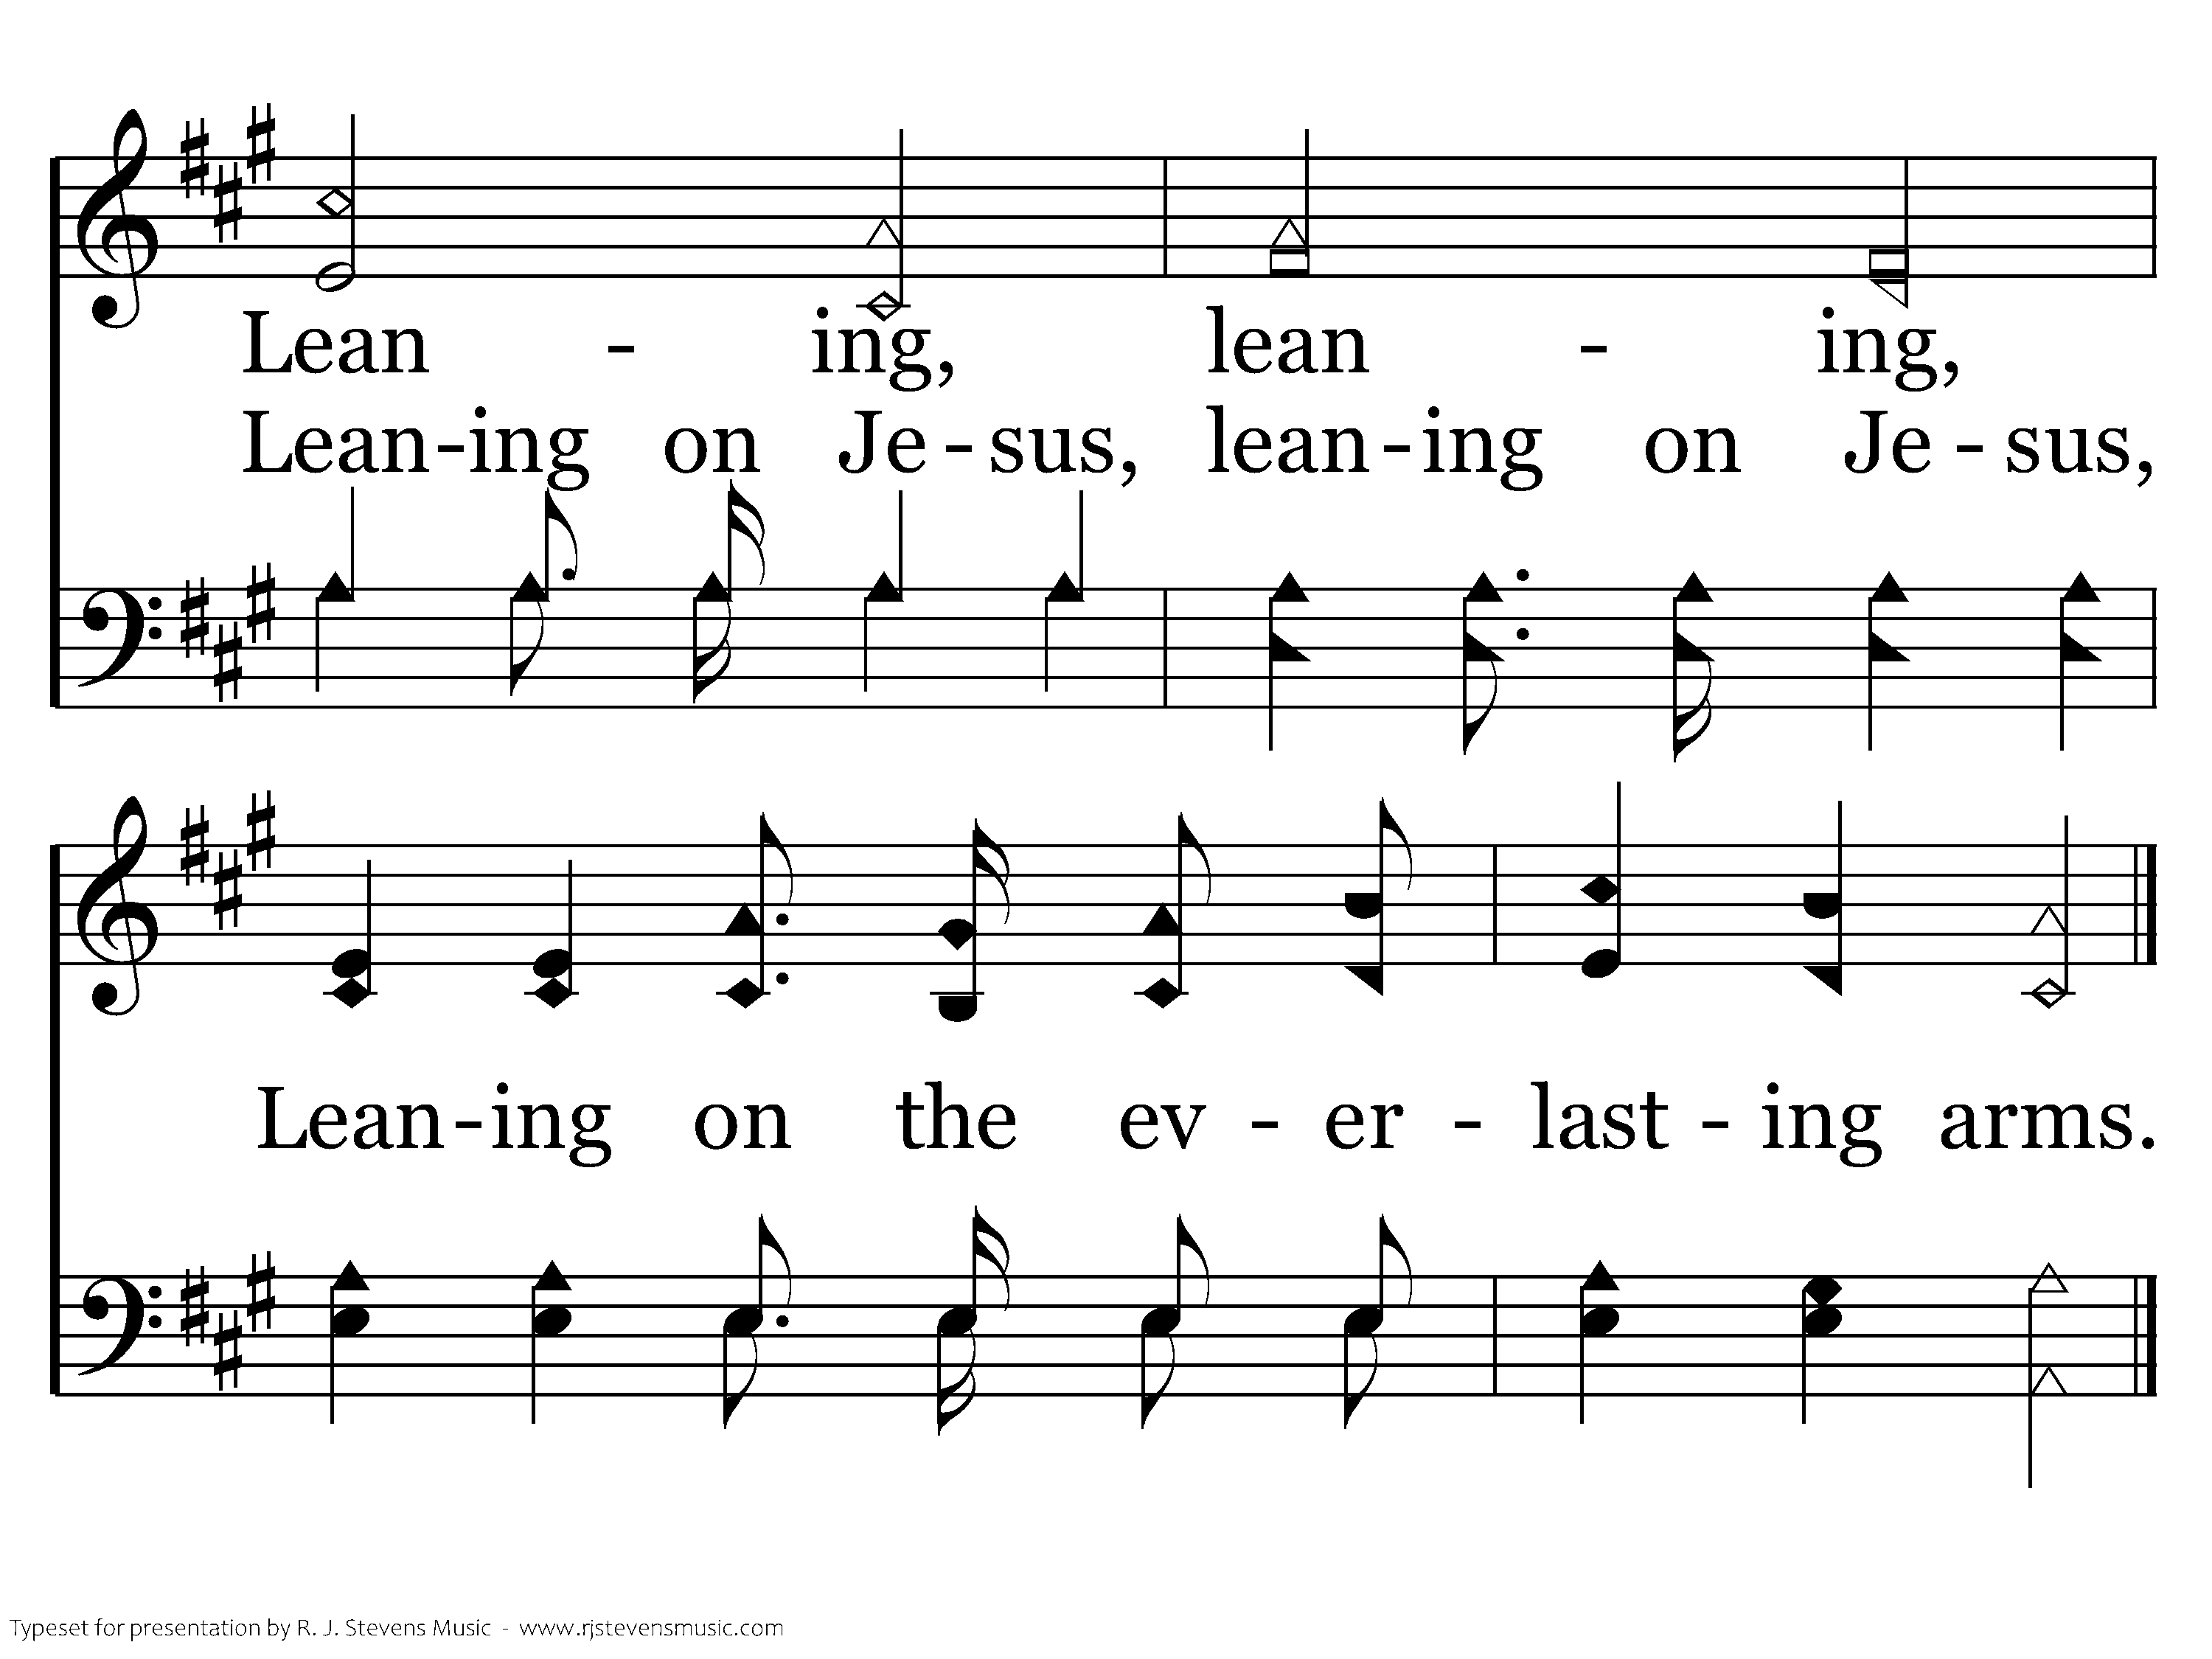 Lean - ing, lean - ing,
Lean-ing on Je-sus, lean-ing on Je-sus,
Lean-ing on the ev - er - last - ing arms.
Typeset for presentation by R. J. Stevens Music - www.rjstevensmusic.com